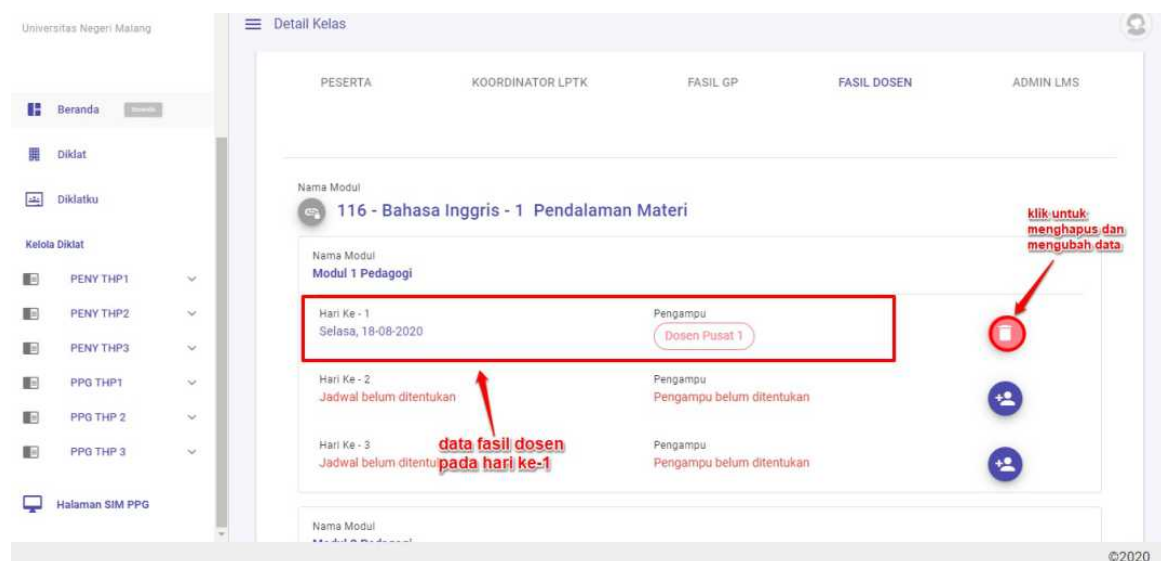 Universitas Negeri Malang
Detail Kelas
PESERTA KOORDINATOR LPTK FASIL GP FASIL DOSEN ADMIN LMS
Beranda
Diklat
Diklatku
Kelola Diklat
PENY THP1
PENY THP2
PENY THP3
PPG THP1
PPG THP 2
PPG THP 3
Halaman SIM PPG
Nama Modul
116 - Bahasa Inggris - 1 Pendalaman Materi
klik untuk
menghapus dan
mengubah data
Nama Modul
Modul 1 Pedagogi
Hari Ke - 1 Pengampu
Selasa, 18-08-2020 Dosen Pusat 1
Hari Ke - 2 Pengampu
Jadwal belum ditentukan Pengampu belum ditentukan
Hari Ke - 3 Pengampu
Jadwal belum Pengampu belum ditentukan
data fasil dosen
pada hari ke-1
Nama Modul
©2020